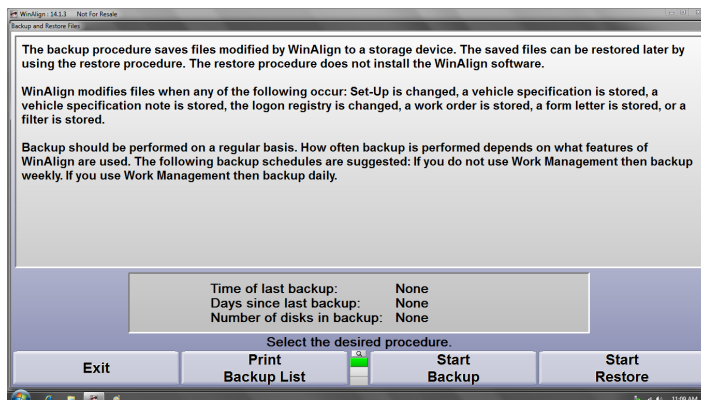 WinAlign : 14.1.3 Not For Resale
Backup and Restore Files
The backup procedure saves files modified by WinAlign to a storage device. The saved files can be restored later by
using the restore procedure. The restore procedure does not install the WinAlign software.
WinAlign modifies files when any of the following occur: Set-Up is changed, a vehicle specification is stored, a
vehicle specification note is stored, the logon registry is changed, a work order is stored, a form letter is stored, or a
filter is stored.
Backup should be performed on a regular basis. How often backup is performed depends on what features of
WinAlign are used. The following backup schedules are suggested: If you do not use Work Management then backup
weekly. If you use Work Management then backup daily.
Time of last backup: None
Days since last backup: None
Number of disks in backup: None
Select the desired procedure.
Exit
Print
Backup List
Start
Backup
Start
Restore
11:09 AM